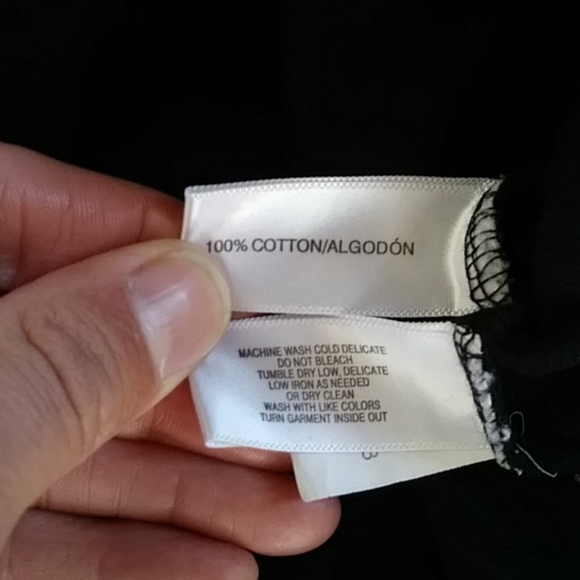 100% COTTON/ALGODÓN
MACHINE WASH COLD DELICATE
DO NOT BLEACH
TUMBLE DRY LOW, DELICATE
LOW IRON AS NEEDED
OR DRY CLEAN
WASH WITH LIKE COLORS
TURN GARMENT INSIDE OUT